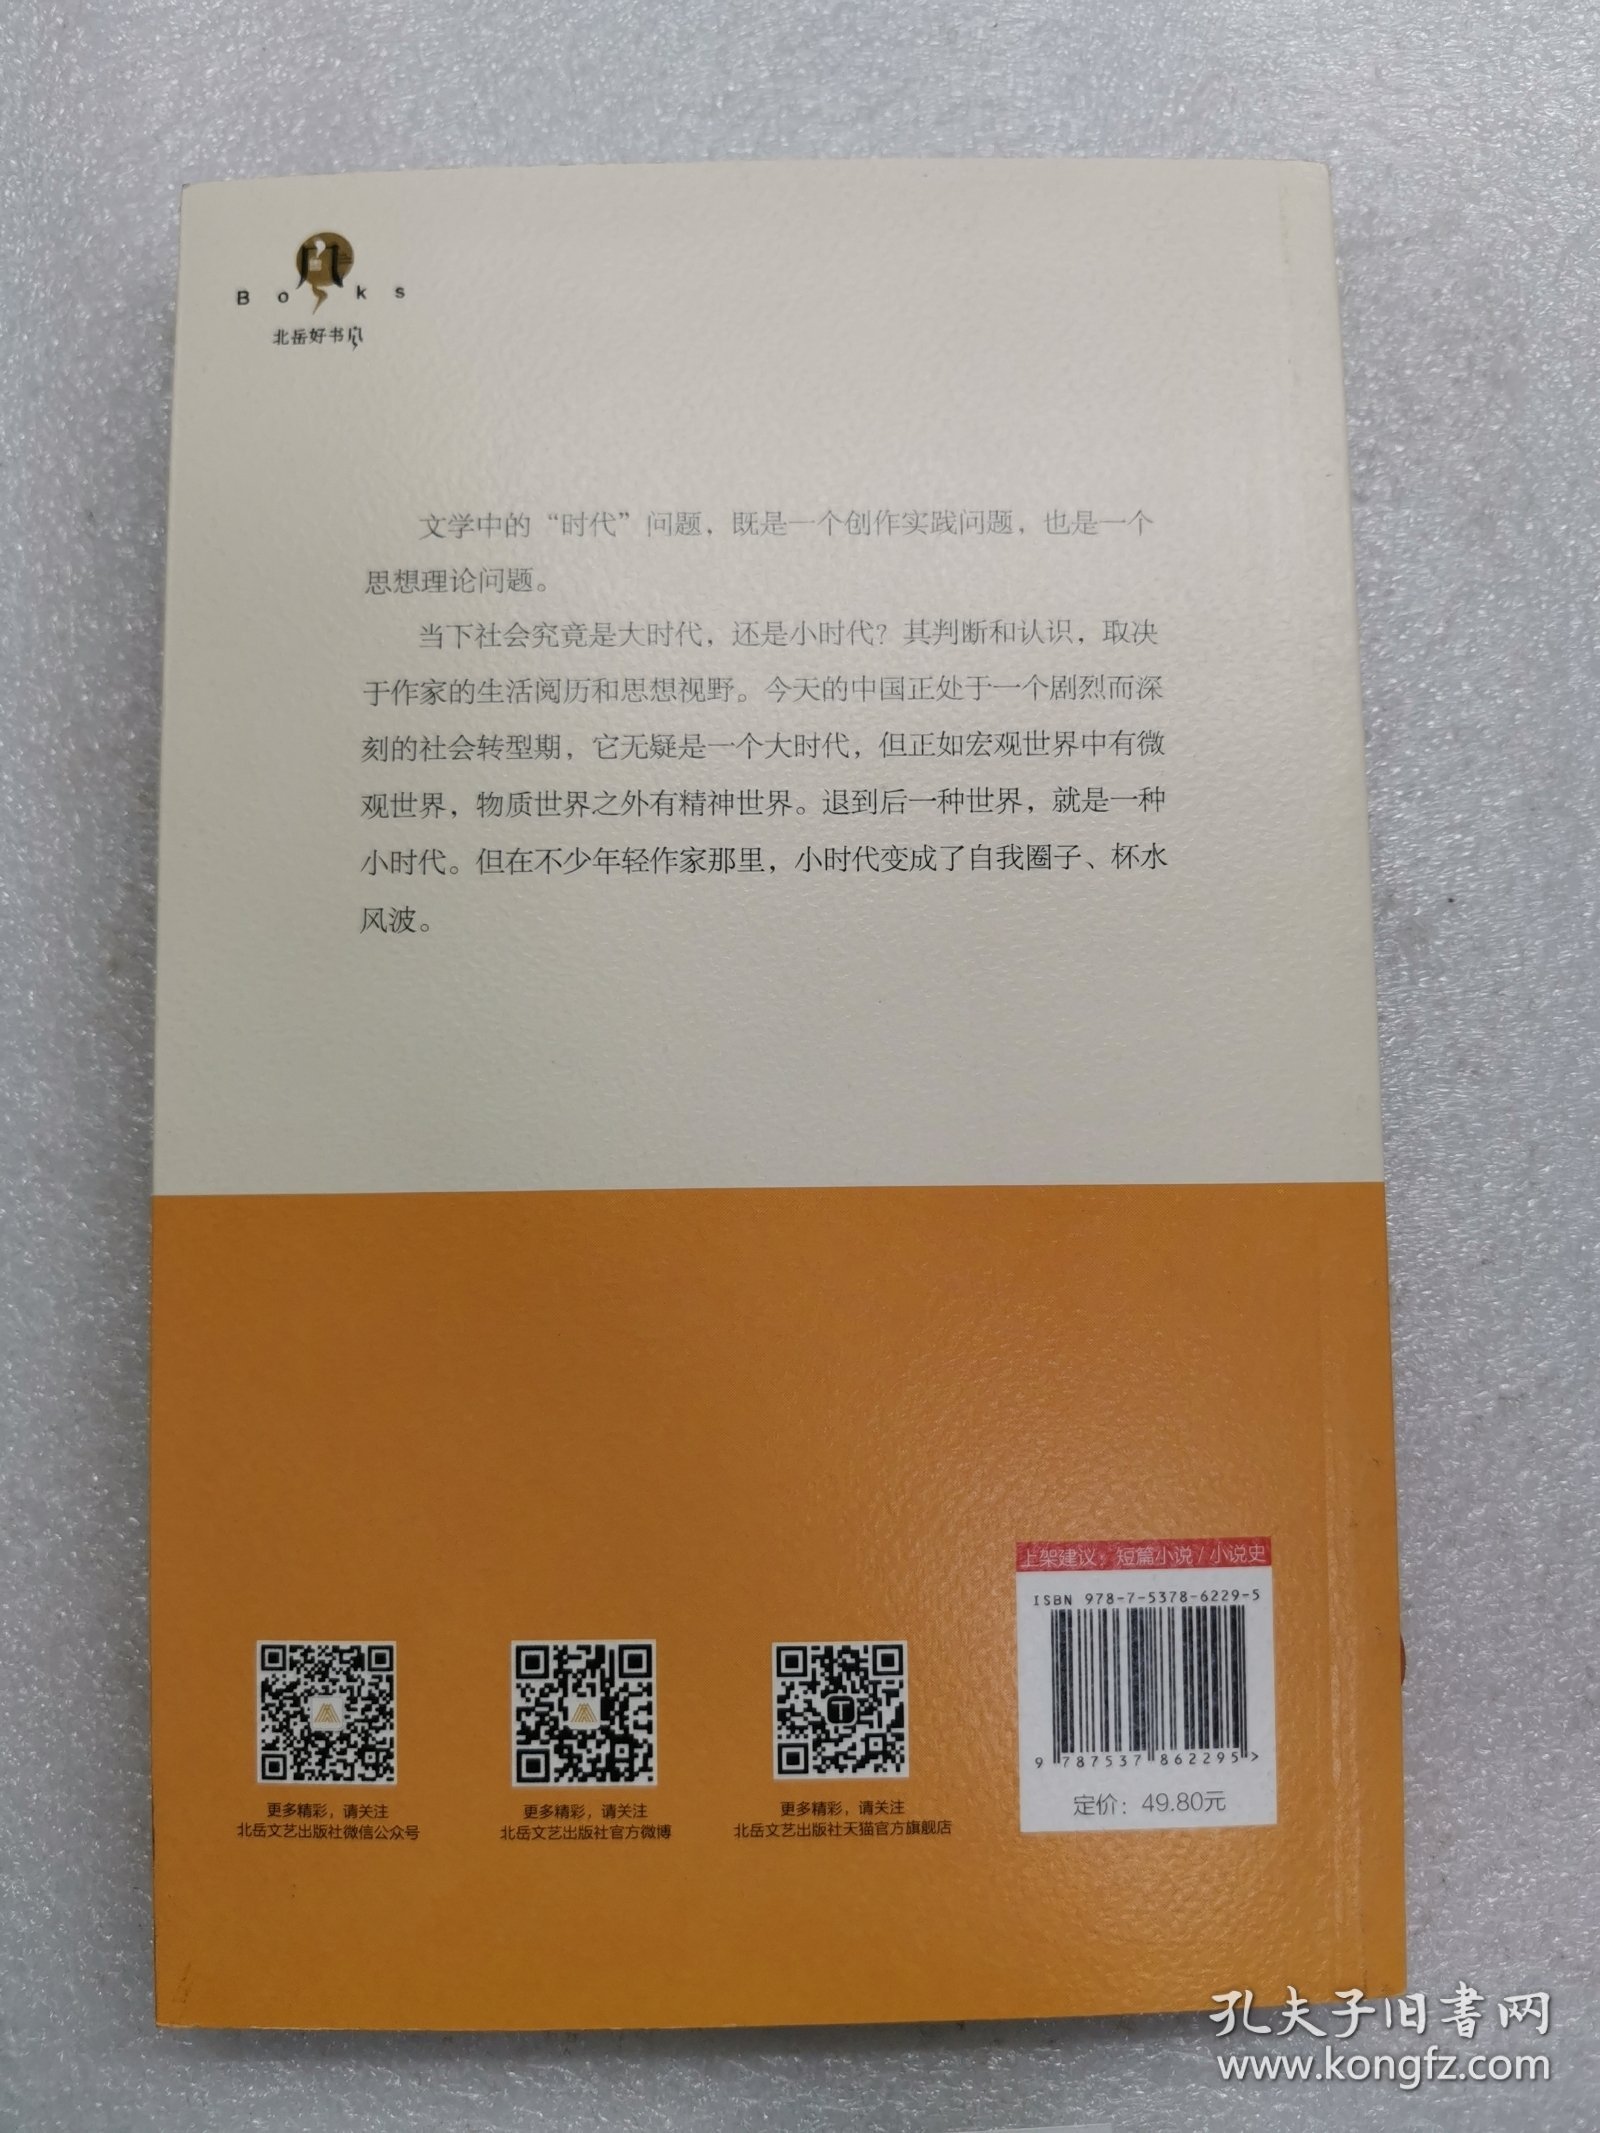 Books
北岳好书
文学中的“时代”问题，既是一个创作实践问题，也是一个
思想理论问题。
当下社会究竟是大时代，还是小时代？其判断和认识，取决
于作家的生活阅历和思想视野。今天的中国正处于一个剧烈而深
刻的社会转型期，它无疑是一个大时代，但正如宏观世界中有微
观世界，物质世界之外有精神世界。退到后一种世界，就是一种
小时代。但在不少年轻作家那里，小时代变成了自我圈子、杯水
风波。
上架建议：短篇小说/小说史
ISBN 978-7-5378-6229-5
9 787537 862295>
定价：49.80元
更多精彩，请关注
北岳文艺出版社微信公众号
更多精彩，请关注
北岳文艺出版社官方微博
更多精彩，请关注
北岳文艺出版社天猫官方旗舰店
孔夫子旧書网
www.kongfz.com